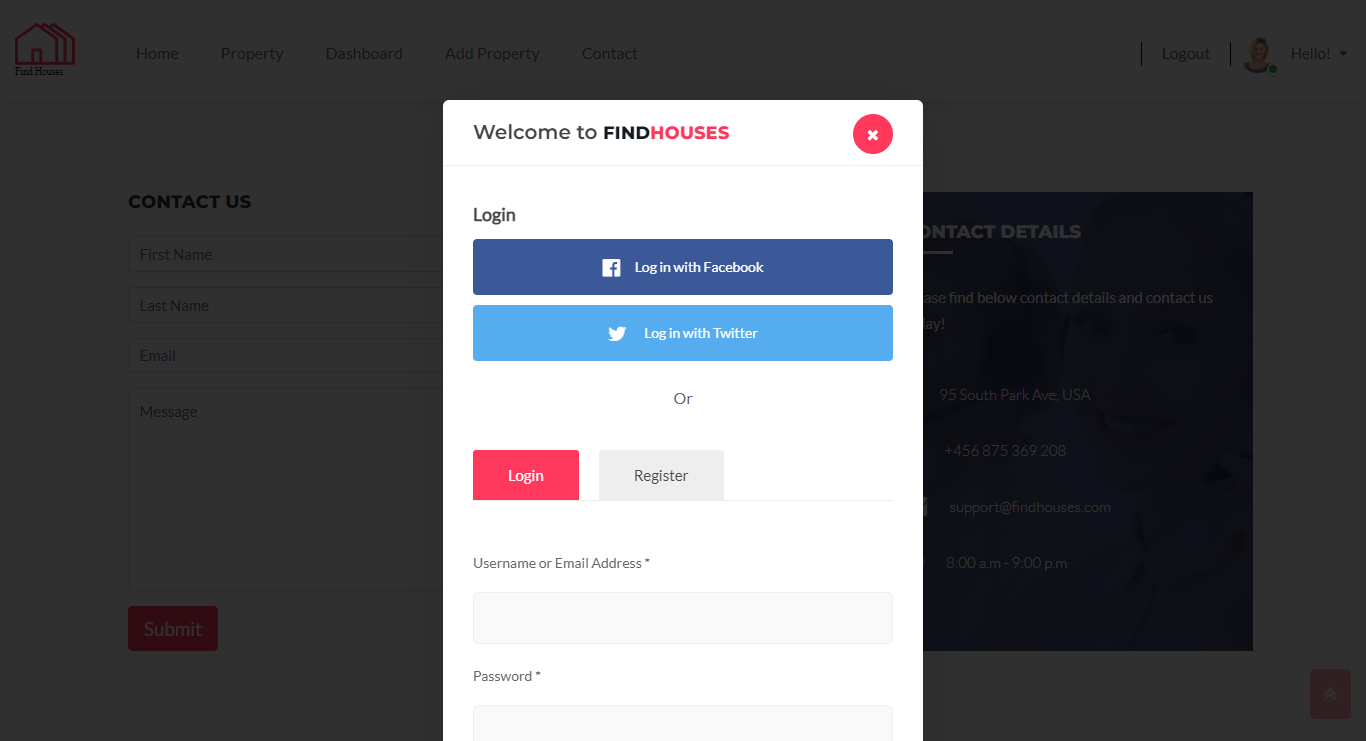 Find Houses
Home
Property
Dashboard
Add Property
Contact
Logout
Hello!
Welcome to FINDHOUSES
CONTACT US
First Name
Last Name
Email
Message
Submit
Login
Log in with Facebook
Log in with Twitter
Or
Login
Register
Username or Email Address *
Password *
ONTACT DETAILS
ase find below contact details and contact us
lay!
95 South Park Ave, USA
+456 875 369 208
support@findhouses.com
8:00 a.m - 9:00 p.m